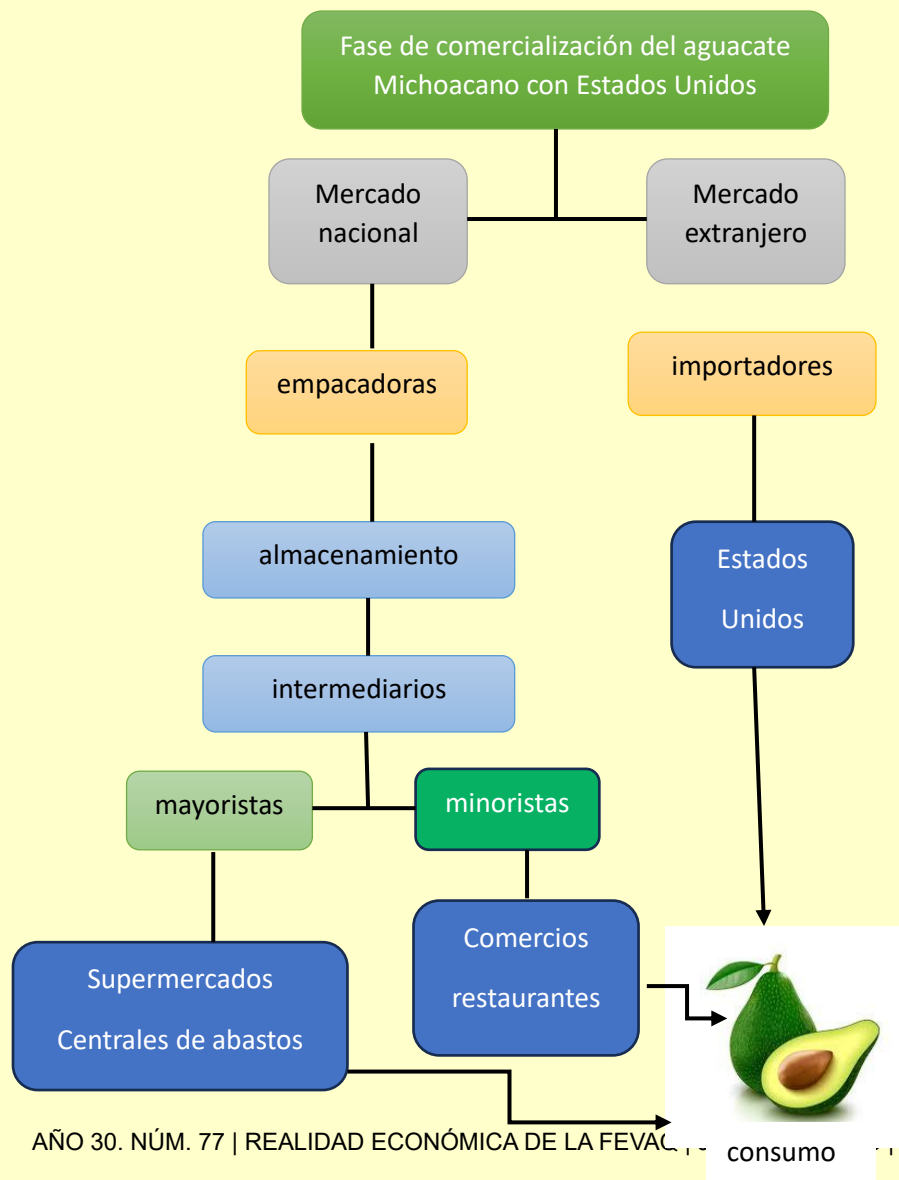 Fase de comercialización del aguacate
Michoacano con Estados Unidos
Mercado
nacional
Mercado
extranjero
empacadoras
importadores
almacenamiento
Estados
Unidos
intermediarios
mayoristas
minoristas
Comercios
restaurantes
Supermercados
Centrales de abastos
AÑO 30. NÚM. 77 | REALIDAD ECONÓMICA DE LA
consumo